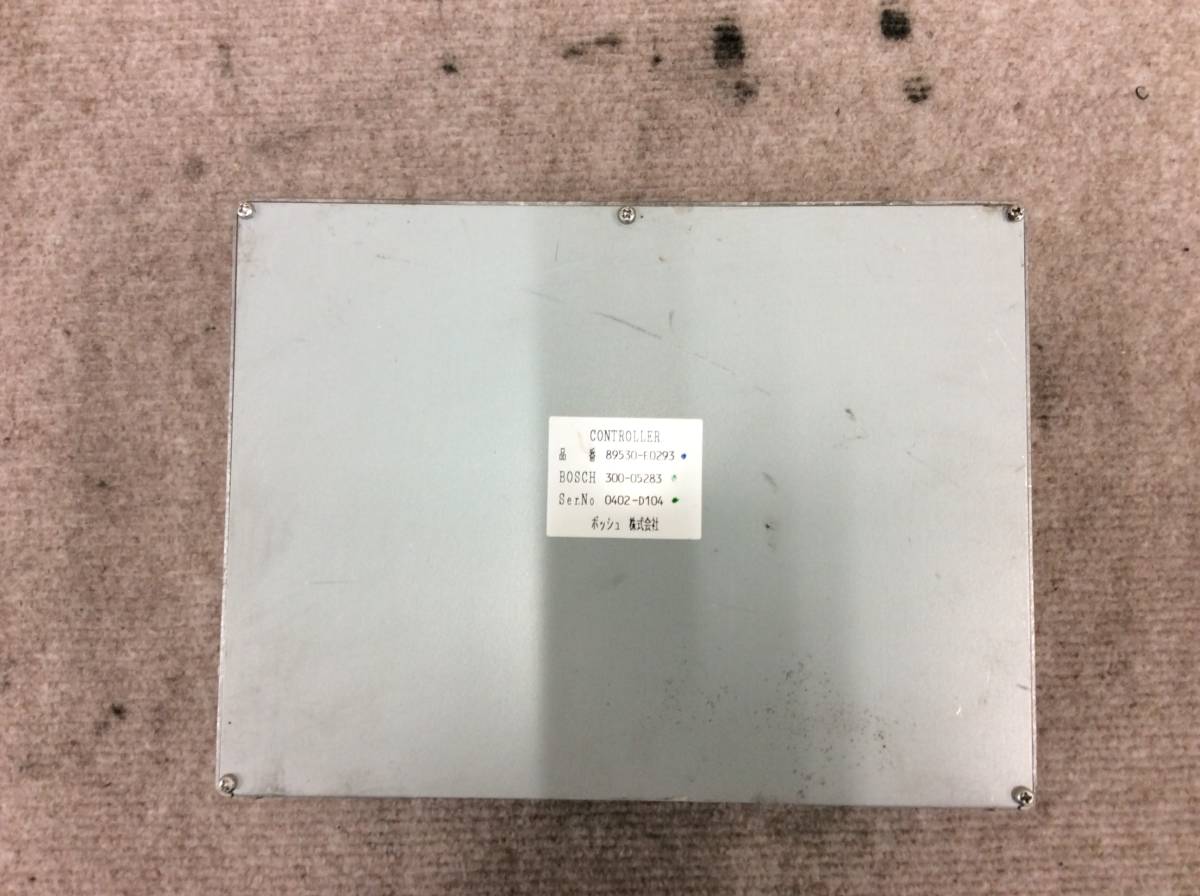 CONTROLLER
品 番 89530-E0293
BOSCH 300-05283
Ser.No 0402-D104
ボッシュ 株式会社